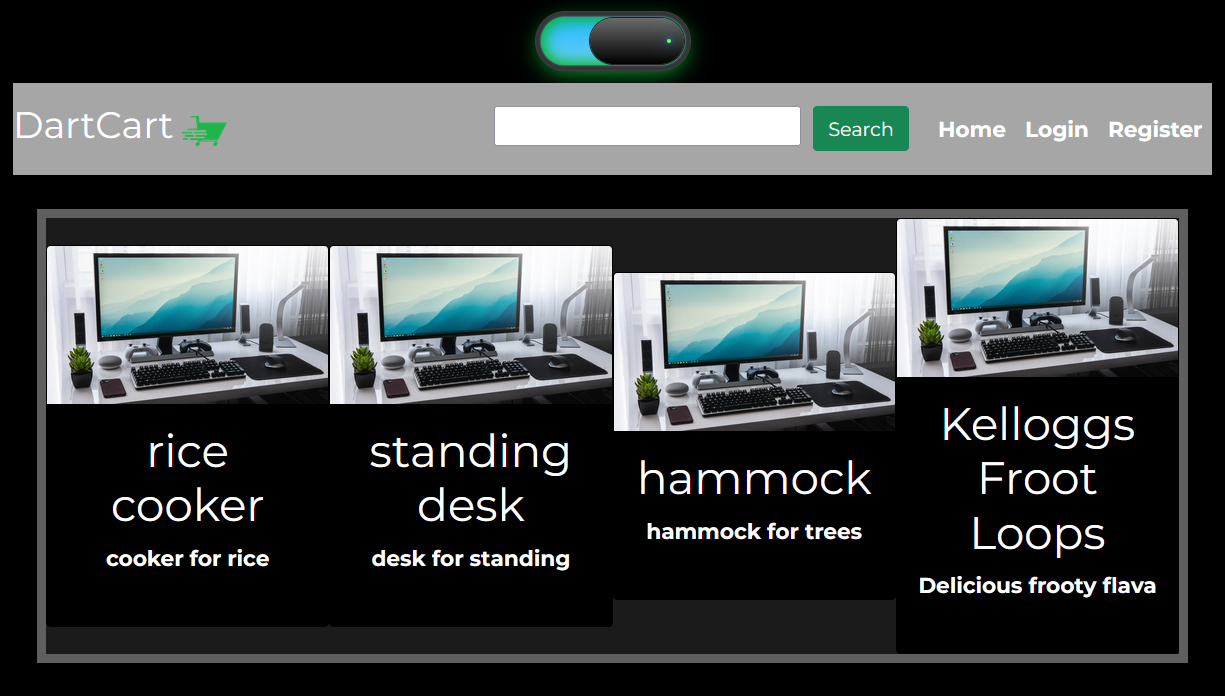 DartCart
Search
Home Login Register
rice
cooker
cooker for rice
standing
desk
desk for standing
hammock
hammock for trees
Kelloggs
Froot
Loops
Delicious frooty flava